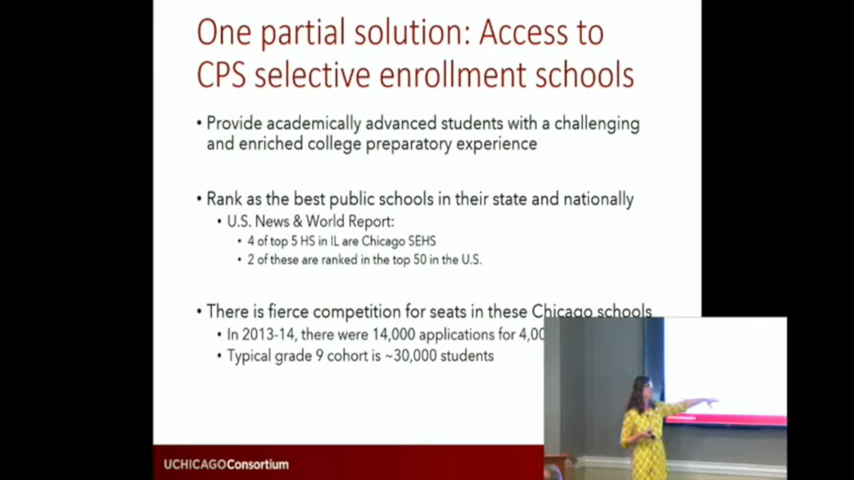 One partial solution: Access to
CPS selective enrollment schools
• Provide academically advanced students with a challenging
and enriched college preparatory experience
• Rank as the best public schools in their state and nationally
• U.S. News & World Report:
• 4 of top 5 HS in IL are Chicago SEHS
• 2 of these are ranked in the top 50 in the U.S.
• There is fierce competition for seats in these Chicago schools
• In 2013-14, there were 14,000 applications for 4,00
• Typical grade 9 cohort is ~30,000 students
UCHICAGOConsortium